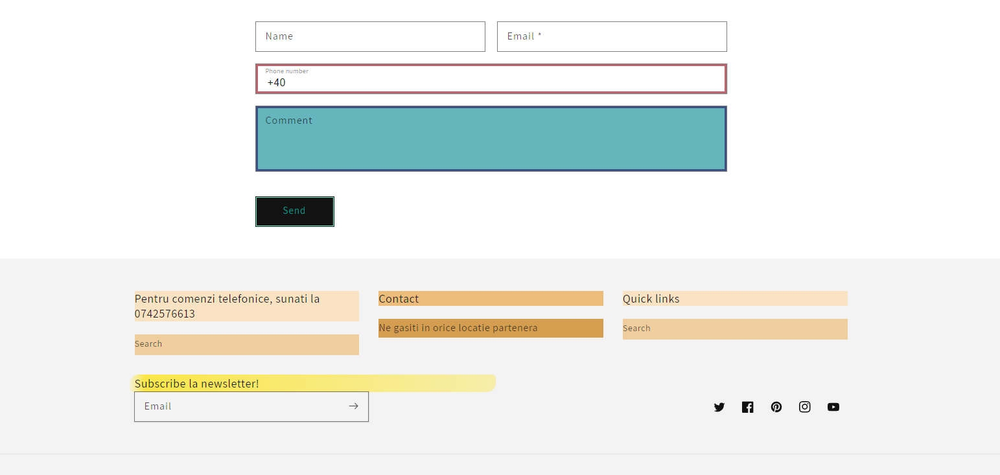 Name
Email *
Phone number
+40
Comment
Send
Pentru comenzi telefonice, sunati la
0742576613
Search
Contact
Ne gasiti in orice locatie partenera
Quick links
Search
Subscribe la newsletter!
Email